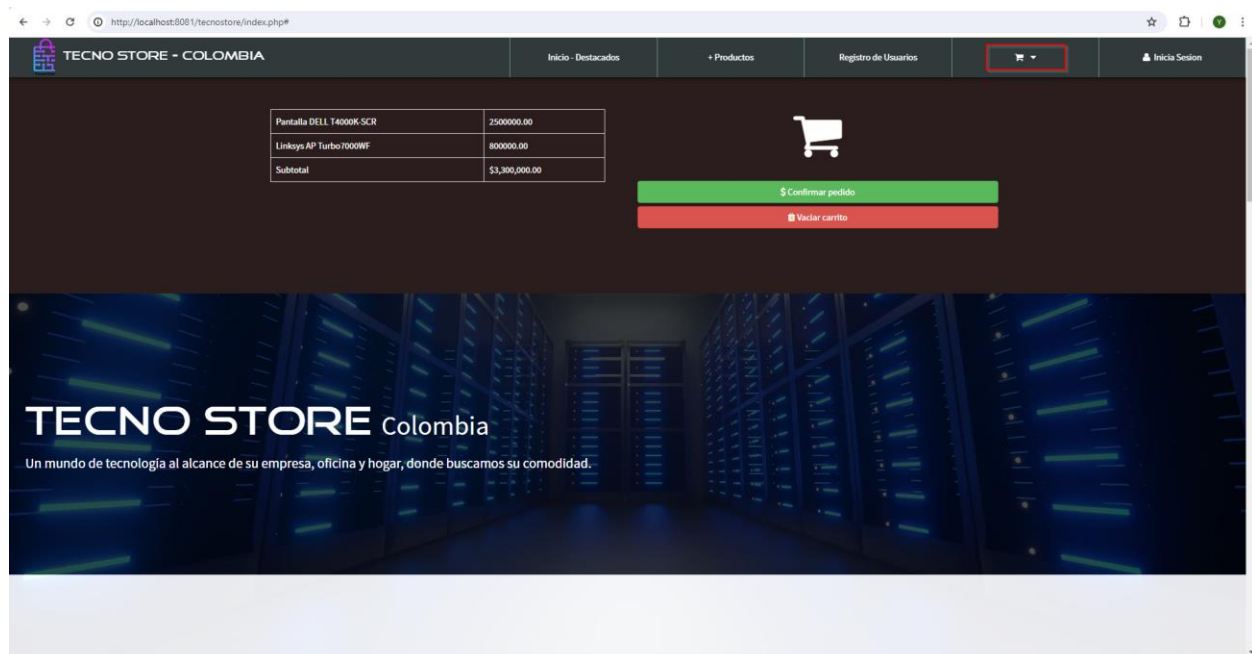 http://localhost:8081/tecnostore/index.php#
Y
TECNO STORE - COLOMBIA
Inicio - Destacados
+ Productos
Registro de Usuarios
Inicia Sesion
Pantalla DELL T4000K-SCR 2500000.00
Linksys AP Turbo7000WF 800000.00
Subtotal $3,300,000.00
$ Confirmar pedido
Vaciar carrito
TECNO STORE Colombia
Un mundo de tecnología al alcance de su empresa, oficina y hogar, donde buscamos su comodidad.